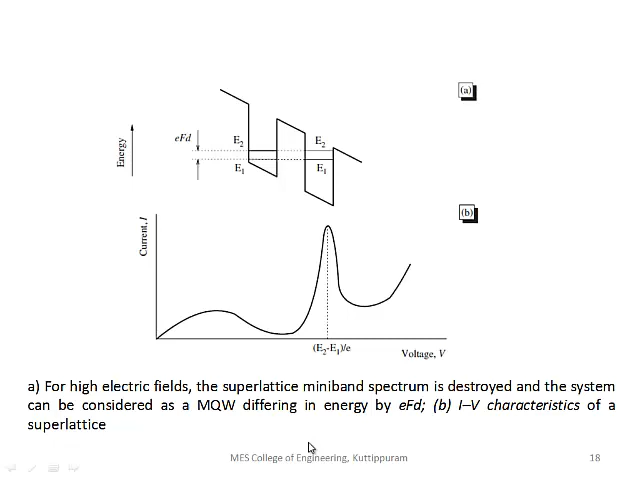 (a)
eFd
E2
E2
Energy
E1
E1
(b)
Current, I
(E2-E1)/e
Voltage, V
a) For high electric fields, the superlattice miniband spectrum is destroyed and the system
can be considered as a MQW differing in energy by eFd; (b) I–V characteristics of a
superlattice
MES College of Engineering, Kuttippuram
18